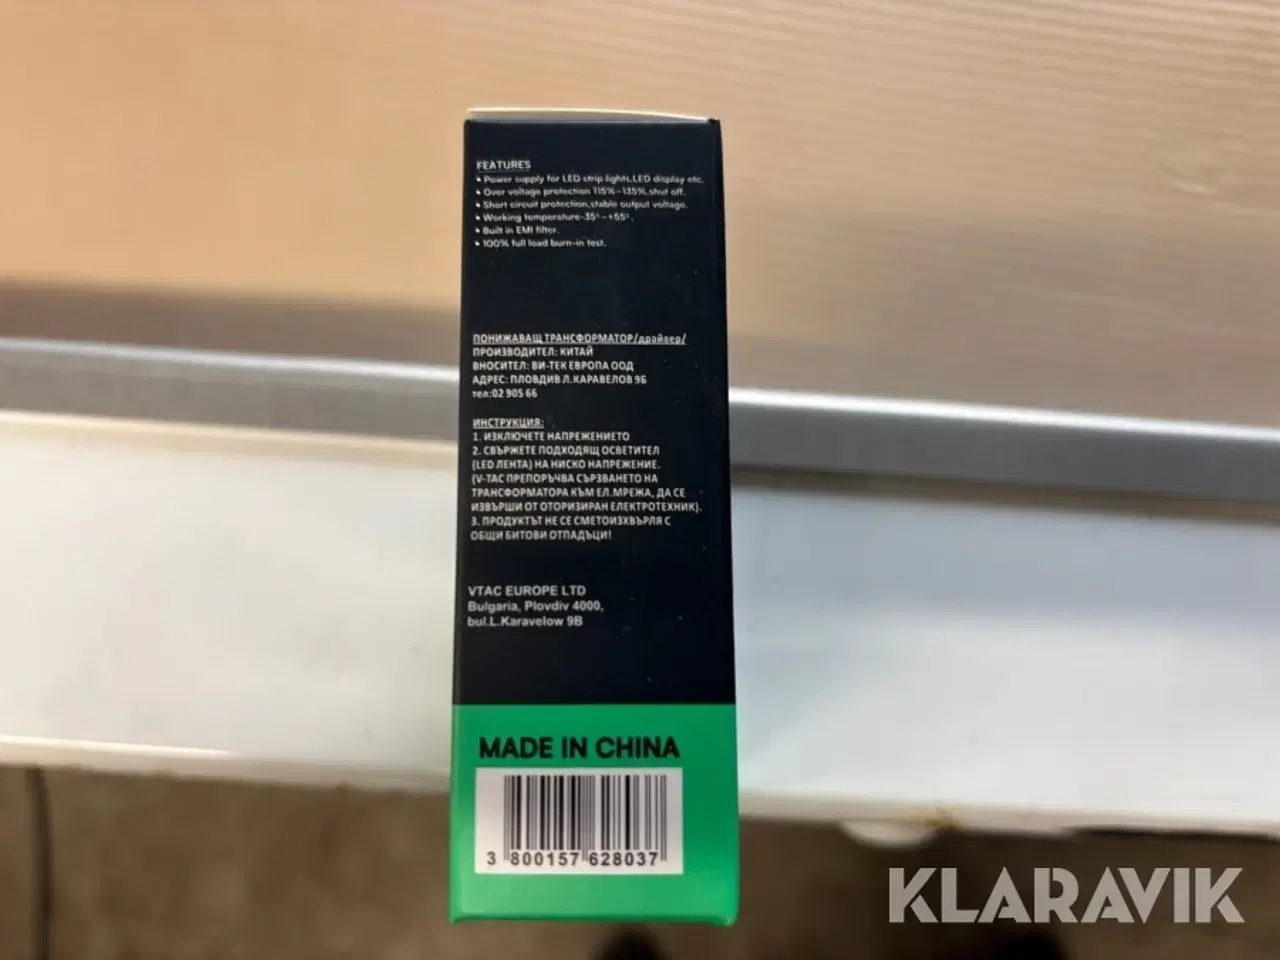 FEATURES
• Power supply for LED strip lights,LED display etc.
• Over voltage protection 115%~135%,shut off.
• Short circuit protection,stable output voltage.
• Working temperature-35°~+55°.
• Built in EMI filter.
• 100% full load burn-in test.
ПОНИЖАВАЩ ТРАНСФОРМАТОР/драйвер/
ПРОИЗВОДИТЕЛ: КИТАЙ
ВНОСИТЕЛ: ВИ-ТЕК ЕВРОПА ООД
АДРЕС: ПЛОВДИВ Л.КАРАВЕЛОВ 9Б
тел:02 905 66
ИНСТРУКЦИЯ:
1. ИЗКЛЮЧЕТЕ НАПРЕЖЕНИЕТО
2. СВЪРЖЕТЕ ПОДХОДЯЩ ОСВЕТИТЕЛ
(LED ЛЕНТА) НА НИСКО НАПРЕЖЕНИЕ.
(V-TAC ПРЕПОРЪЧВА СЪРЗВАНЕТО НА
ТРАНСФОРМАТОРА КЪМ ЕЛ.МРЕЖА, ДА СЕ
ИЗВЪРШИ ОТ ОТОРИЗИРАН ЕЛЕКТРОТЕХНИК).
3. ПРОДУКТЪТ НЕ СЕ СМЕТОИЗХВЪРЛЯ С
ОБЩИ БИТОВИ ОТПАДЪЦИ!
VTAC EUROPE LTD
Bulgaria, Plovdiv 4000,
bul.L.Karavelow 9B
MADE IN CHINA
3 800157 628037
KLARAVIK